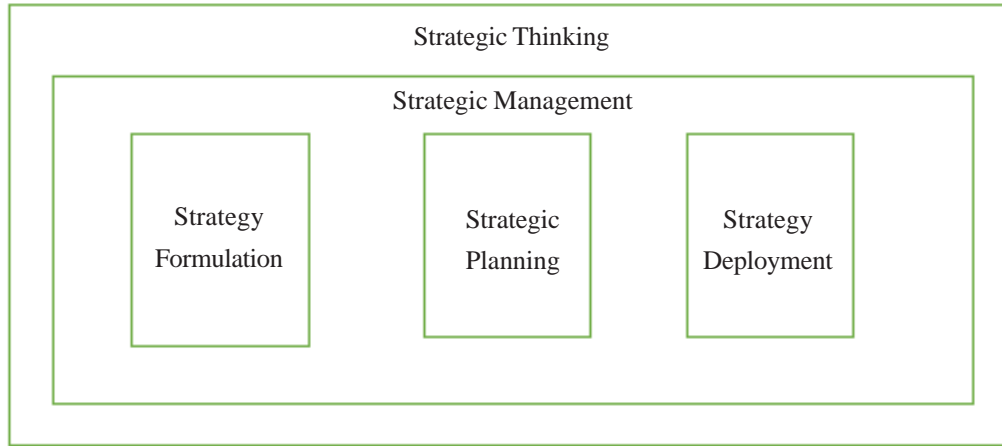 Strategic Thinking
Strategic Management
Strategy
Formulation
Strategic
Planning
Strategy
Deployment